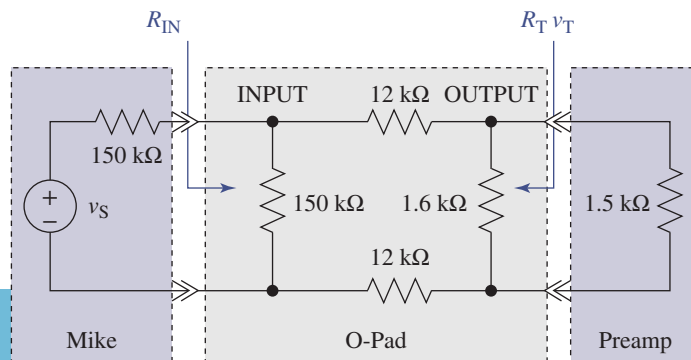 R_IN
R_T v_T
INPUT
12 kΩ
OUTPUT
150 kΩ
+
−
v_S
150 kΩ
1.6 kΩ
1.5 kΩ
12 kΩ
Mike
O-Pad
Preamp